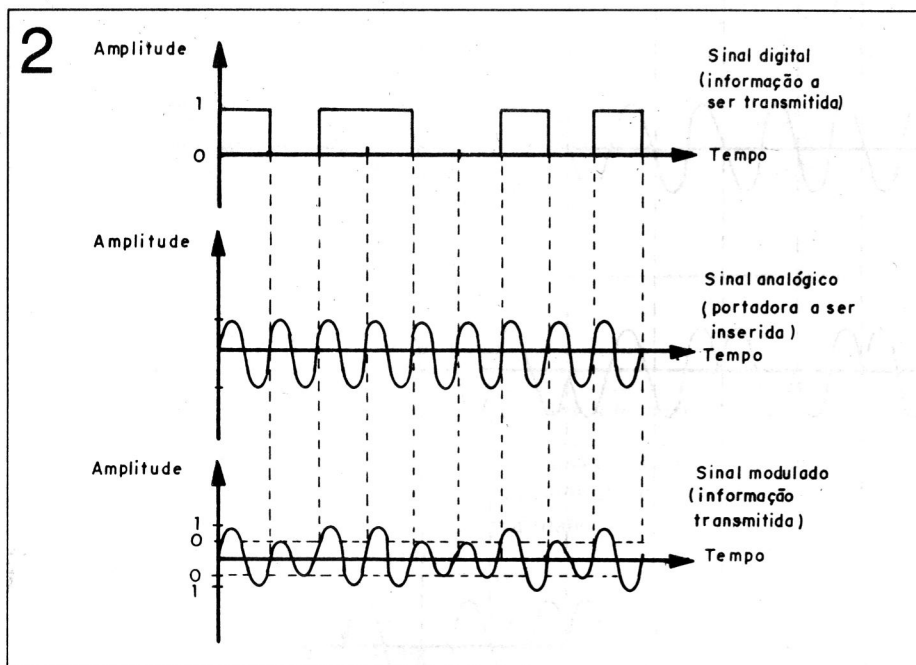 2
Amplitude
Sinal digital
(informação a
ser transmitida)
1
0
Tempo
Amplitude
Sinal analógico
(portadora a ser
inserida)
Tempo
Amplitude
Sinal modulado
(informação
transmitida)
1
0
Tempo
0
1